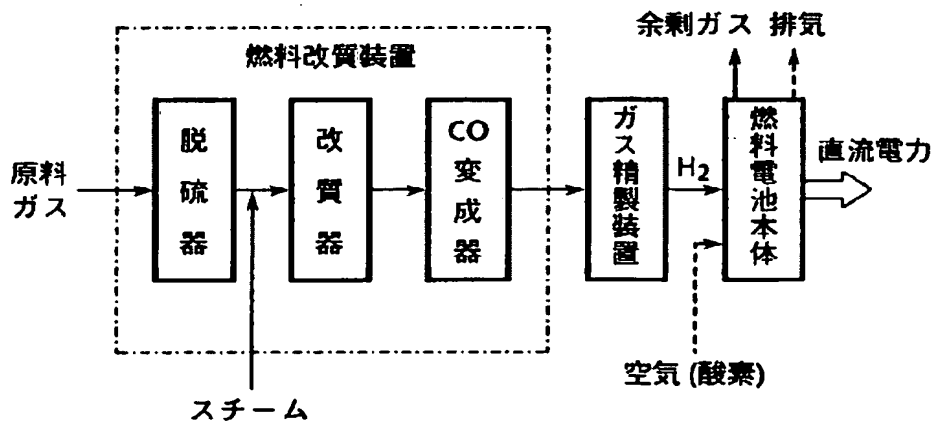 余剰ガス 排気
燃料改質装置
原料
ガス
脱硫器
改質器
CO変成器
ガス精製装置
H2
燃料電池本体
直流電力
空気(酸素)
スチーム